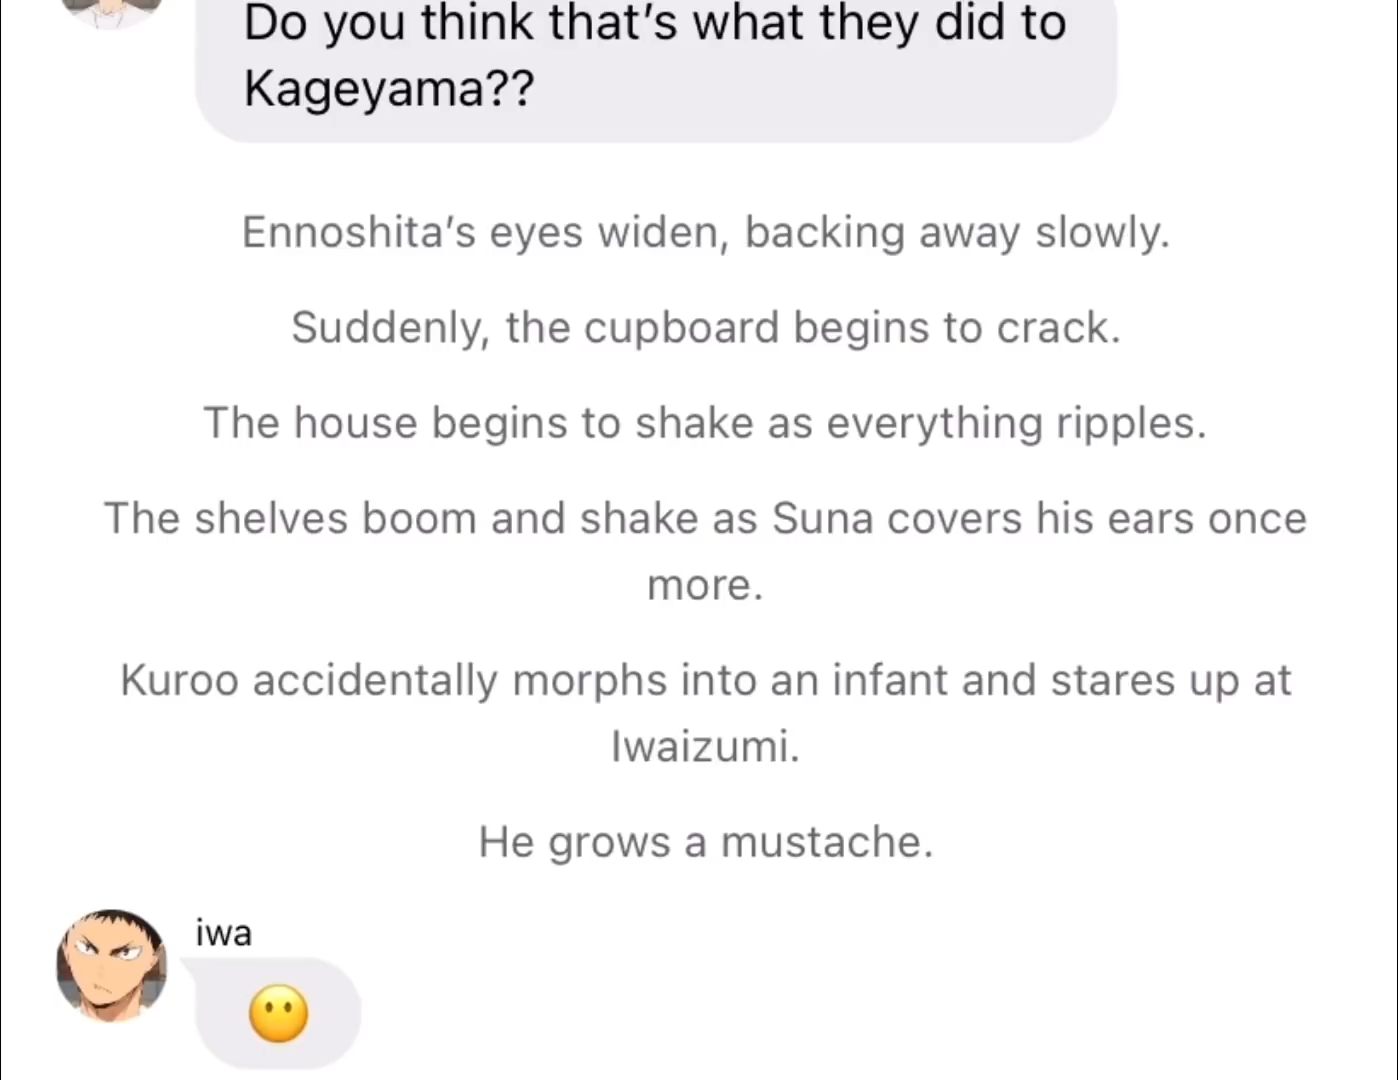 Do you think that’s what they did to
Kageyama??
Ennoshita’s eyes widen, backing away slowly.
Suddenly, the cupboard begins to crack.
The house begins to shake as everything ripples.
The shelves boom and shake as Suna covers his ears once
more.
Kuroo accidentally morphs into an infant and stares up at
Iwaizumi.
He grows a mustache.
iwa
😶